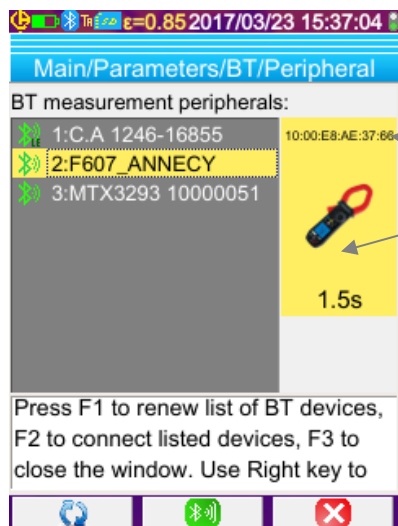 ε=0.85 2017/03/23 15:37:04
Main/Parameters/BT/Peripheral
BT measurement peripherals:
LE 1:C.A 1246-16855
10:00:E8:AE:37:66
2:F607_ANNECY
3:MTX3293 10000051
1.5s
Press F1 to renew list of BT devices,
F2 to connect listed devices, F3 to
close the window. Use Right key to